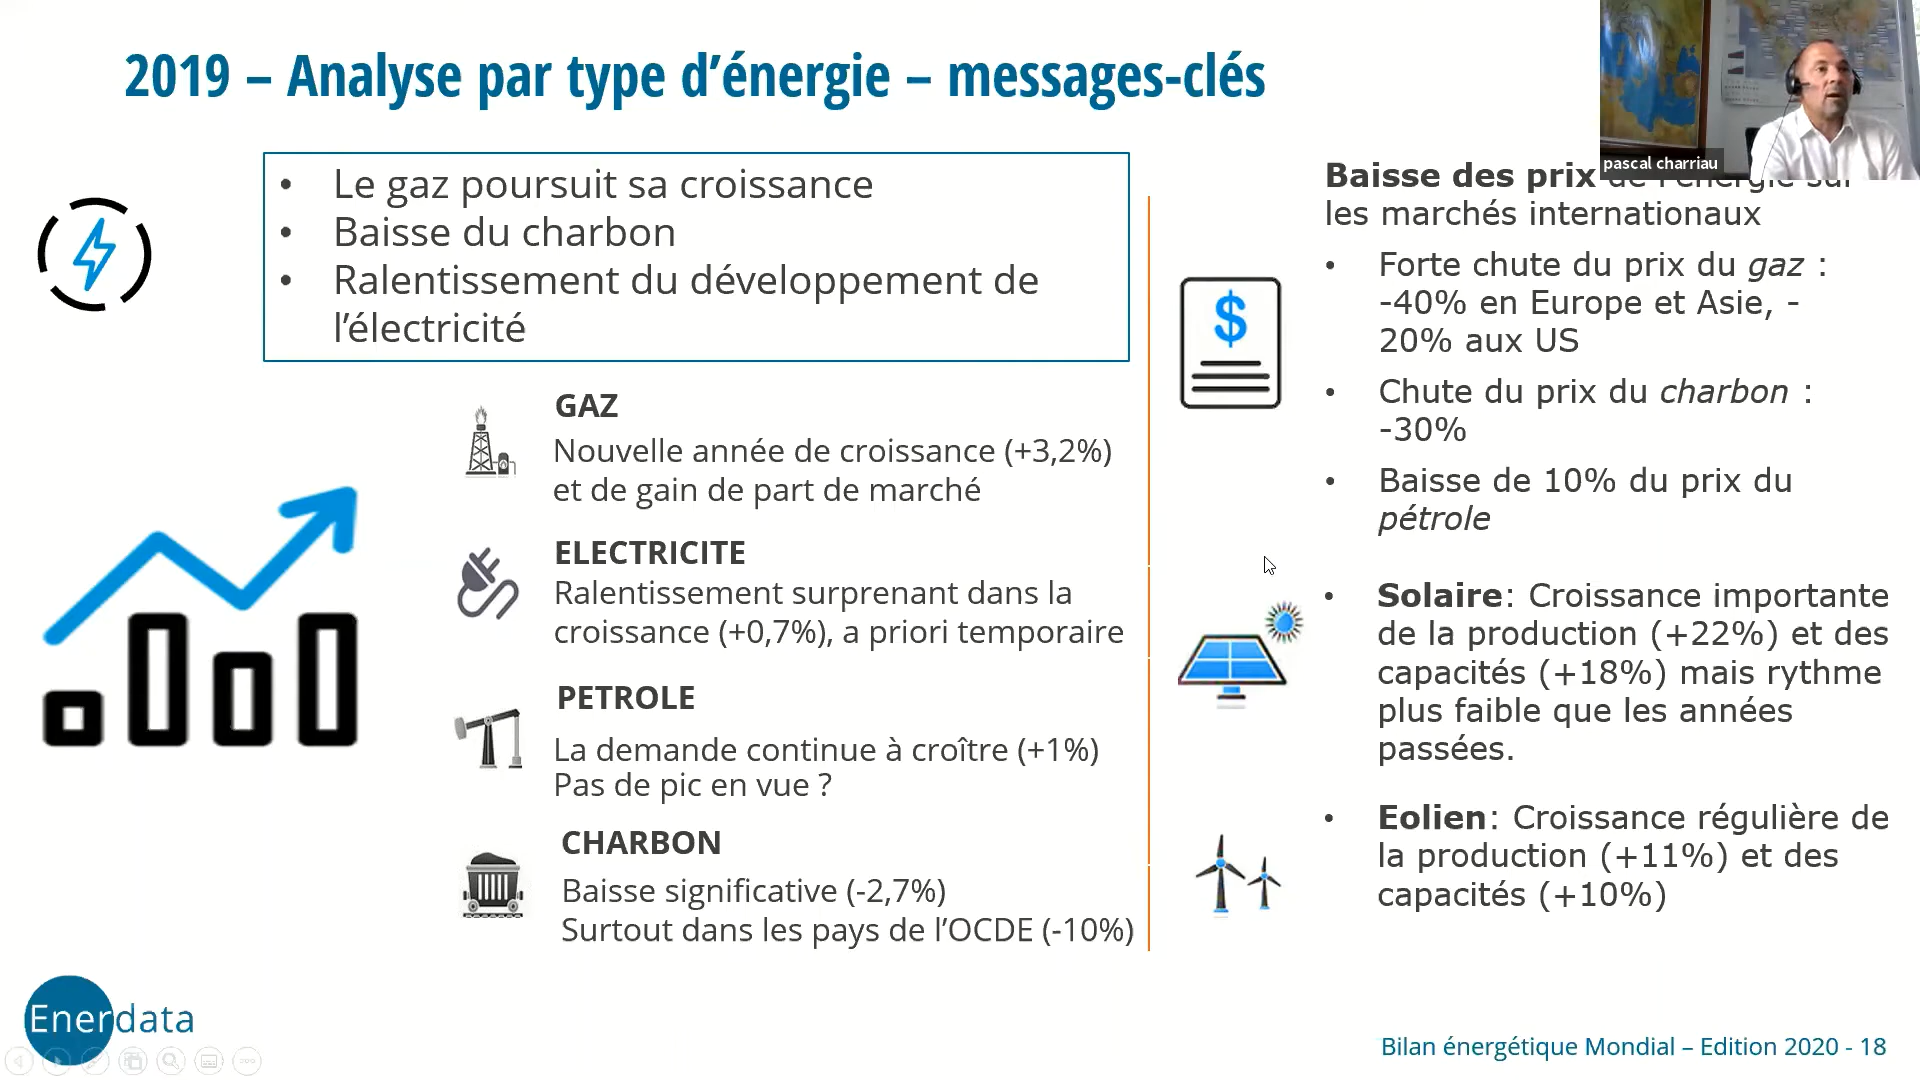 2019 – Analyse par type d’énergie – messages-clés
pascal charriau
• Le gaz poursuit sa croissance
• Baisse du charbon
• Ralentissement du développement de
l’électricité
GAZ
Nouvelle année de croissance (+3,2%)
et de gain de part de marché
ELECTRICITE
Ralentissement surprenant dans la
croissance (+0,7%), a priori temporaire
PETROLE
La demande continue à croître (+1%)
Pas de pic en vue ?
CHARBON
Baisse significative (-2,7%)
Surtout dans les pays de l’OCDE (-10%)
Baisse des prix de l’énergie sur
les marchés internationaux
$
• Forte chute du prix du gaz :
-40% en Europe et Asie, -
20% aux US
• Chute du prix du charbon :
-30%
• Baisse de 10% du prix du
pétrole
• Solaire: Croissance importante
de la production (+22%) et des
capacités (+18%) mais rythme
plus faible que les années
passées.
• Eolien: Croissance régulière de
la production (+11%) et des
capacités (+10%)
Enerdata
Bilan énergétique Mondial – Edition 2020 - 18